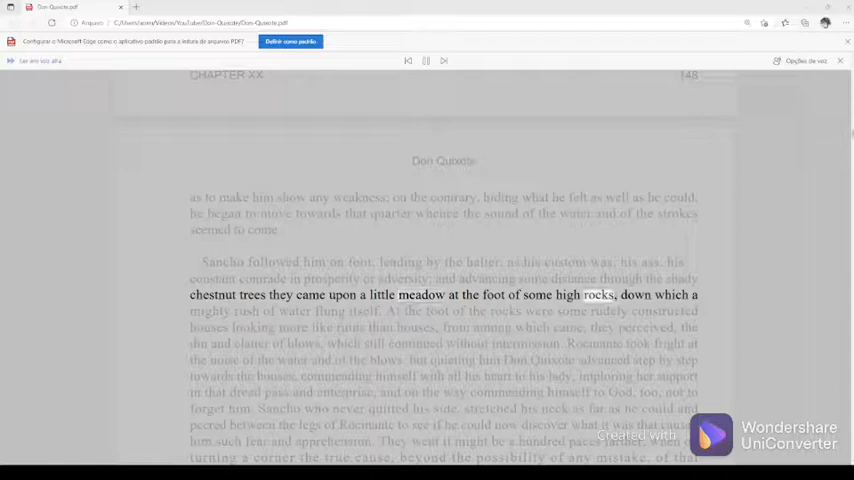 Don-Quixote.pdf
Arquivo
C:/Users/
/Videos/YouTube/Don-Quixote/Don-Quixote.pdf
Configurar o Microsoft Edge como o aplicativo padrão para a leitura de arquivos PDF?
Definir como padrão
Ler em voz alta
Opções de voz
CHAPTER XX
148
Don Quixote
as to make him show any weakness; on the contrary, hiding what he felt as well as he could,
he began to move towards that quarter whence the sound of the water and of the strokes
seemed to come.
Sancho followed him on foot, leading by the halter, as his custom was, his ass, his
constant comrade in prosperity or adversity; and advancing some distance through the shady
chestnut trees they came upon a little meadow at the foot of some high rocks, down which a
mighty rush of water flung itself. At the foot of the rocks were some rudely constructed
houses looking more like ruins than houses, from among which came, they perceived, the
din and clatter of blows, which still continued without intermission. Rocinante took fright at
the noise of the water and of the blows, but quieting him Don Quixote advanced step by step
towards the houses, commending himself with all his heart to his lady, imploring her support
in that dread pass and enterprise, and on the way commending himself to God, too, not to
forget him. Sancho who never quitted his side, stretched his neck as far as he could and
peered between the legs of Rocinante to see if he could now discover what it was that
him such fear and apprehension. They went it might be a hundred paces farther, when
turning a corner the true cause, beyond the possibility of any mistake, of that
Created with
Wondershare
UniConverter